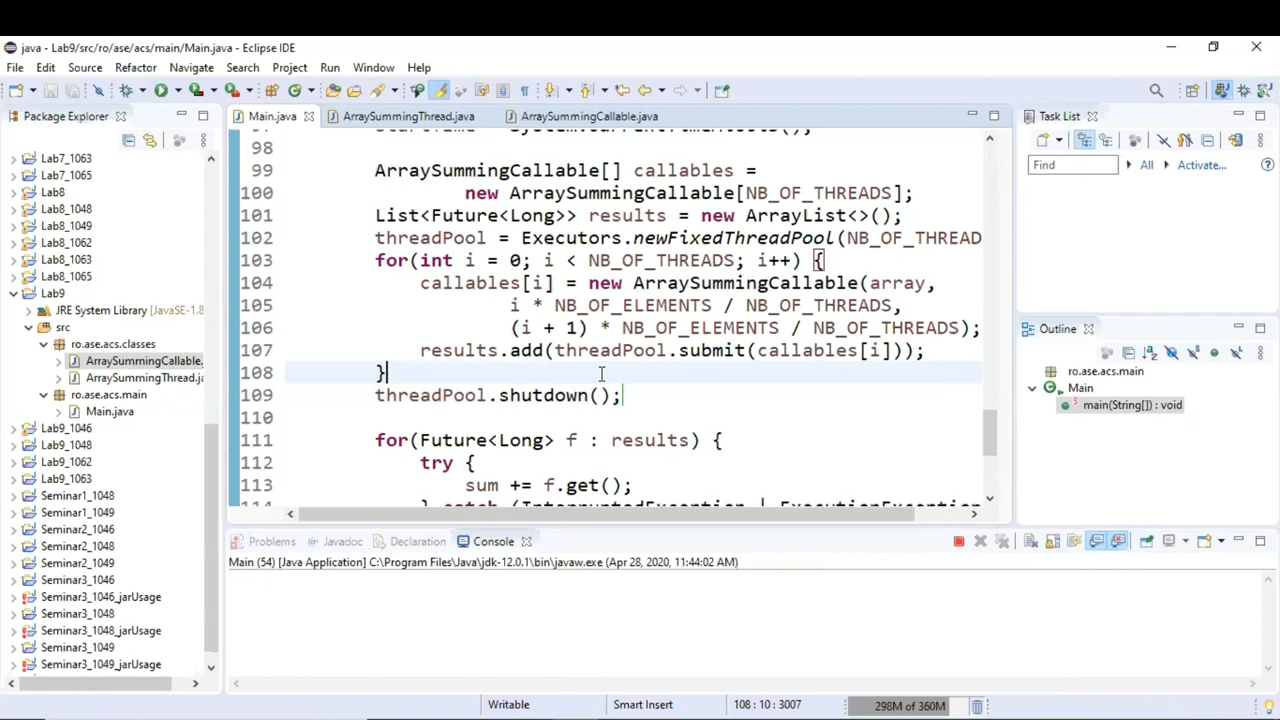 java - Lab9/src/ro/ase/acs/main/Main.java - Eclipse IDE
File Edit Source Refactor Navigate Search Project Run Window Help
Package Explorer
Main.java
ArraySummingThread.java
ArraySummingCallable.java
Task List
Lab7_1063
Lab7_1065
Lab8
Lab8_1048
Lab8_1049
Lab8_1062
Lab8_1063
Lab8_1065
Lab9
JRE System Library [JavaSE-1.8
src
ro.ase.acs.classes
ArraySummingCallable.
ArraySummingThread.ja
ro.ase.acs.main
Main.java
Lab9_1046
Lab9_1048
Lab9_1062
Lab9_1063
Seminar1_1048
Seminar1_1049
Seminar2_1046
Seminar2_1048
Seminar2_1049
Seminar3_1046
Seminar3_1046_jarUsage
Seminar3_1048
Seminar3_1048_jarUsage
Seminar3_1049
Seminar3_1049_jarUsage
98
99 ArraySummingCallable[] callables =
100 new ArraySummingCallable[NB_OF_THREADS];
101 List<Future<Long>> results = new ArrayList<>();
102 threadPool = Executors.newFixedThreadPool(NB_OF_THREAD
103 for(int i = 0; i < NB_OF_THREADS; i++) {
104 callables[i] = new ArraySummingCallable(array,
105 i * NB_OF_ELEMENTS / NB_OF_THREADS,
106 (i + 1) * NB_OF_ELEMENTS / NB_OF_THREADS);
107 results.add(threadPool.submit(callables[i]));
108 }
109 threadPool.shutdown();
110
111 for(Future<Long> f : results) {
112 try {
113 sum += f.get();
Find All Activate...
Outline
ro.ase.acs.main
Main
main(String[]) : void
Problems Javadoc Declaration Console
Main (54) [Java Application] C:\Program Files\Java\jdk-12.0.1\bin\javaw.exe (Apr 28, 2020, 11:44:02 AM)
Writable
Smart Insert
108 : 10 : 3007
298M of 360M